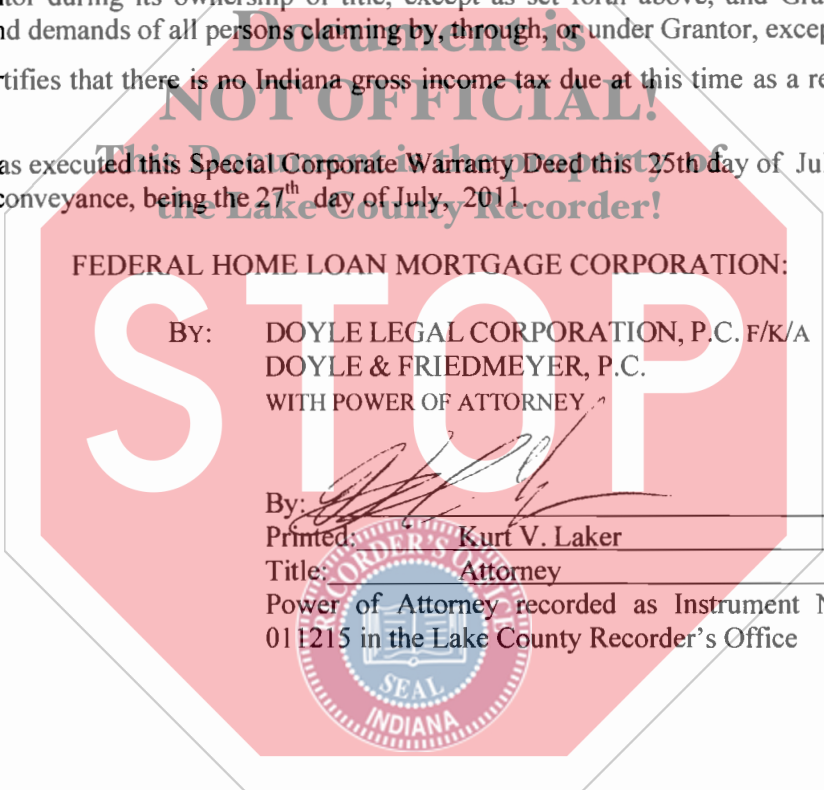 tor during its ownership of title, except as set forth above, and Gra
nd demands of all persons claiming by, through, or under Grantor, excep
Document is
rtifies that there is no Indiana gross income tax due at this time as a re
NOT OFFICIAL!
as executed this Special Corporate Warranty Deed this 25th day of Jul
This Document is the property of
conveyance, being the 27th day of July, 2011.
the Lake County Recorder!
FEDERAL HOME LOAN MORTGAGE CORPORATION:
STOP
BY: DOYLE LEGAL CORPORATION, P.C. F/K/A
DOYLE & FRIEDMEYER, P.C.
WITH POWER OF ATTORNEY
By:
Printed: Kurt V. Laker
Title: Attorney
Power of Attorney recorded as Instrument N
011215 in the Lake County Recorder's Office
RECORDER'S OFFICE
SEAL
INDIANA